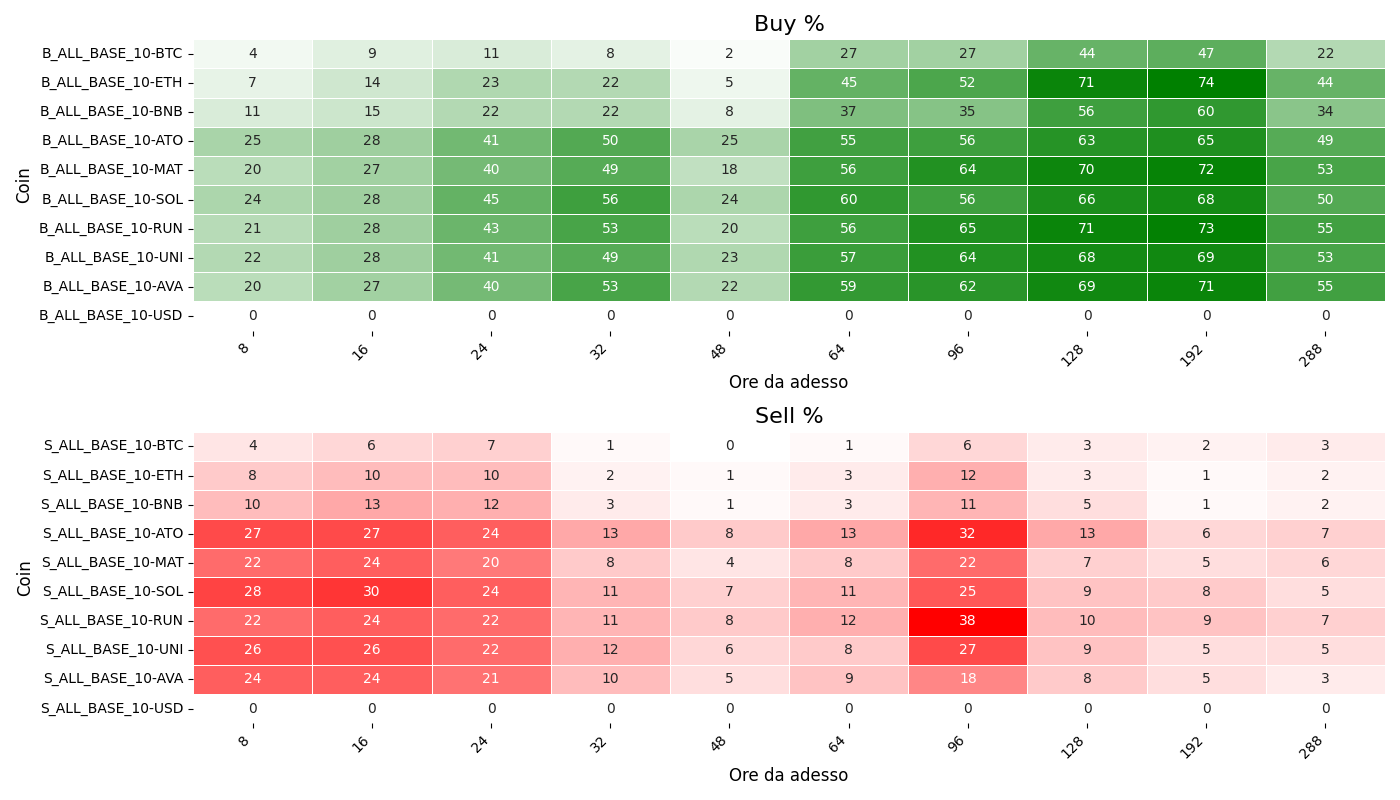 Buy %
Coin
B_ALL_BASE_10-BTC 4 9 11 8 2 27 27 44 47 22
B_ALL_BASE_10-ETH 7 14 23 22 5 45 52 71 74 44
B_ALL_BASE_10-BNB 11 15 22 22 8 37 35 56 60 34
B_ALL_BASE_10-ATO 25 28 41 50 25 55 56 63 65 49
B_ALL_BASE_10-MAT 20 27 40 49 18 56 64 70 72 53
B_ALL_BASE_10-SOL 24 28 45 56 24 60 56 66 68 50
B_ALL_BASE_10-RUN 21 28 43 53 20 56 65 71 73 55
B_ALL_BASE_10-UNI 22 28 41 49 23 57 64 68 69 53
B_ALL_BASE_10-AVA 20 27 40 53 22 59 62 69 71 55
B_ALL_BASE_10-USD 0 0 0 0 0 0 0 0 0 0
8 16 24 32 48 64 96 128 192 288
Ore da adesso
Sell %
Coin
S_ALL_BASE_10-BTC 4 6 7 1 0 1 6 3 2 3
S_ALL_BASE_10-ETH 8 10 10 2 1 3 12 3 1 2
S_ALL_BASE_10-BNB 10 13 12 3 1 3 11 5 1 2
S_ALL_BASE_10-ATO 27 27 24 13 8 13 32 13 6 7
S_ALL_BASE_10-MAT 22 24 20 8 4 8 22 7 5 6
S_ALL_BASE_10-SOL 28 30 24 11 7 11 25 9 8 5
S_ALL_BASE_10-RUN 22 24 22 11 8 12 38 10 9 7
S_ALL_BASE_10-UNI 26 26 22 12 6 8 27 9 5 5
S_ALL_BASE_10-AVA 24 24 21 10 5 9 18 8 5 3
S_ALL_BASE_10-USD 0 0 0 0 0 0 0 0 0 0
8 16 24 32 48 64 96 128 192 288
Ore da adesso